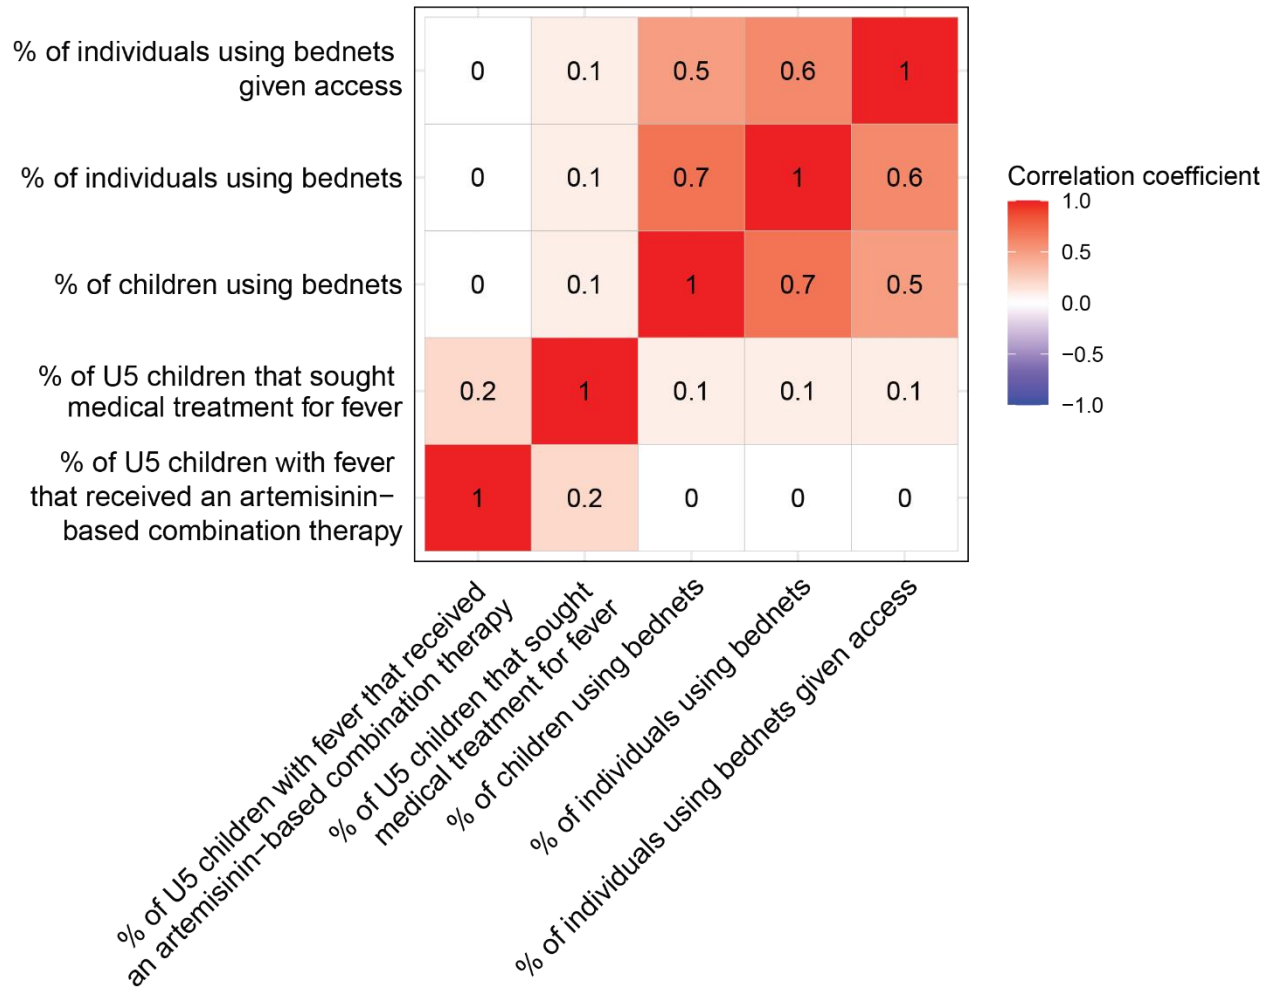 % of individuals using bednets
given access
0 0.1 0.5 0.6 1
% of individuals using bednets
0 0.1 0.7 1 0.6
% of children using bednets
0 0.1 1 0.7 0.5
% of U5 children that sought
medical treatment for fever
0.2 1 0.1 0.1 0.1
% of U5 children with fever
that received an artemisinin−
based combination therapy
1 0.2 0 0 0
Correlation coefficient
1.0
0.5
0.0
−0.5
−1.0
% of U5 children with fever that received
an artemisinin−based combination therapy
% of U5 children that sought
medical treatment for fever
% of children using bednets
% of individuals using bednets
% of individuals using bednets given access